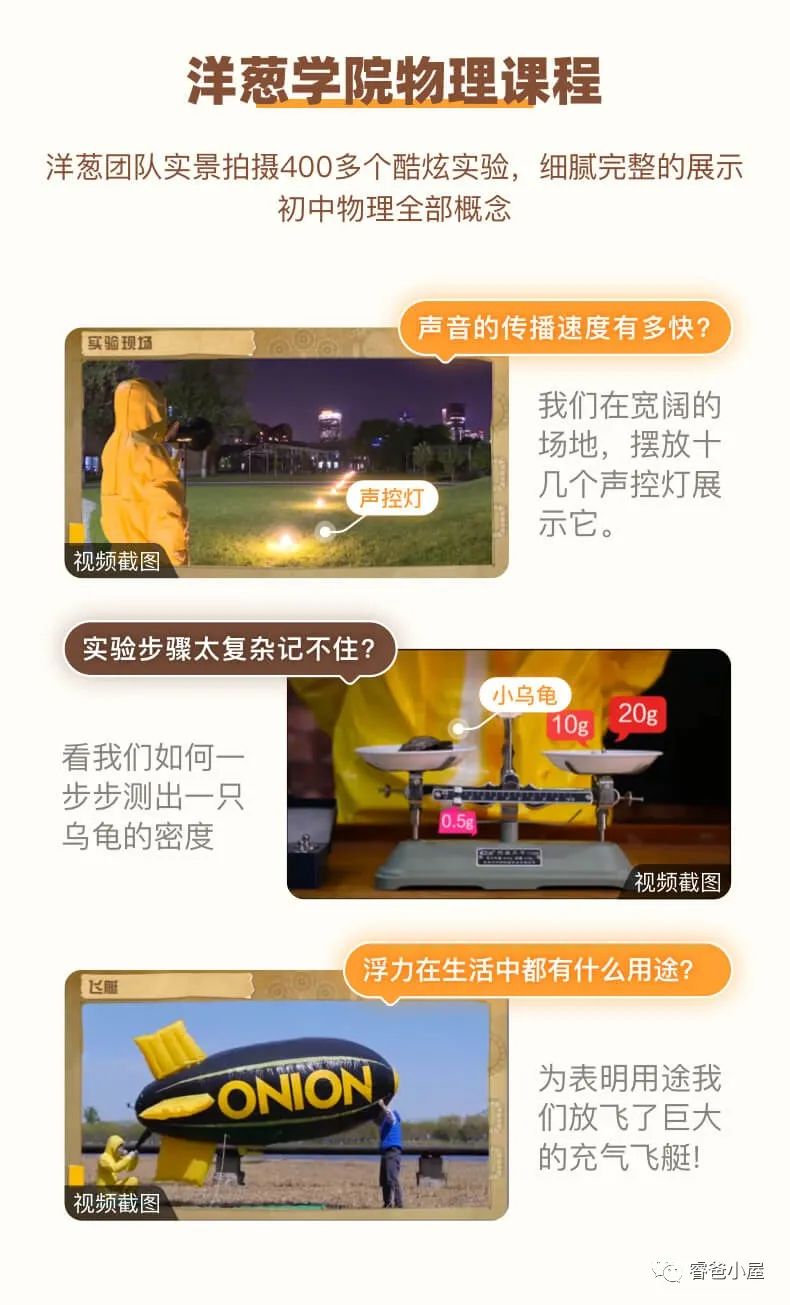 洋葱学院物理课程
洋葱团队实景拍摄400多个酷炫实验，细腻完整的展示
初中物理全部概念
声音的传播速度有多快？
实验现场
我们在宽阔的
场地，摆放十
几个声控灯展
示它。
声控灯
视频截图
实验步骤太复杂记不住？
看我们如何一
步步测出一只
乌龟的密度
小乌龟
10g
20g
0.5g
视频截图
浮力在生活中都有什么用途？
飞艇
ONION
为表明用途我
们放飞了巨大
的充气飞艇！
视频截图
睿爸小屋